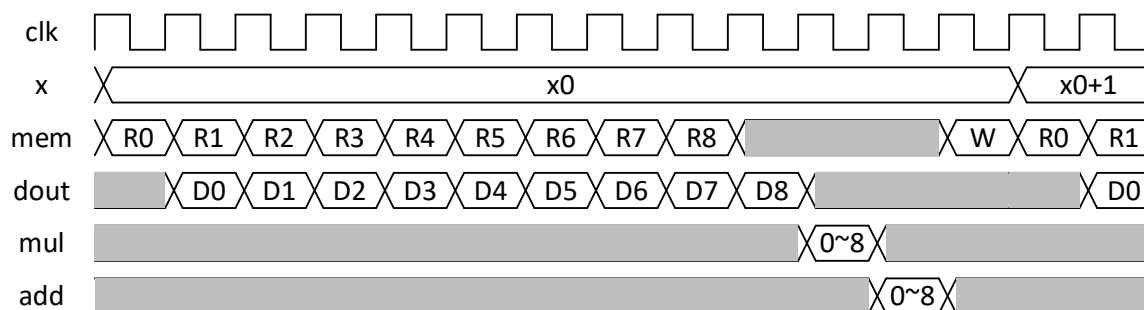 clk
x x0 x0+1
mem R0 R1 R2 R3 R4 R5 R6 R7 R8 W R0 R1
dout D0 D1 D2 D3 D4 D5 D6 D7 D8 D0
mul 0~8
add 0~8